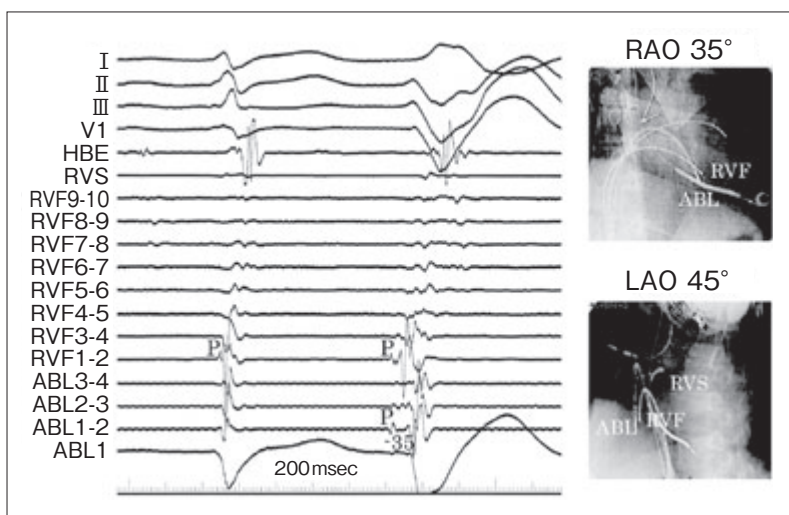 I
II
III
V1
HBE
RVS
RVF9-10
RVF8-9
RVF7-8
RVF6-7
RVF5-6
RVF4-5
RVF3-4
RVF1-2
ABL3-4
ABL2-3
ABL1-2
ABL1
P
P
P
-35
200msec
RAO 35°
RVF
ABL
LAO 45°
RVS
RVF
ABL